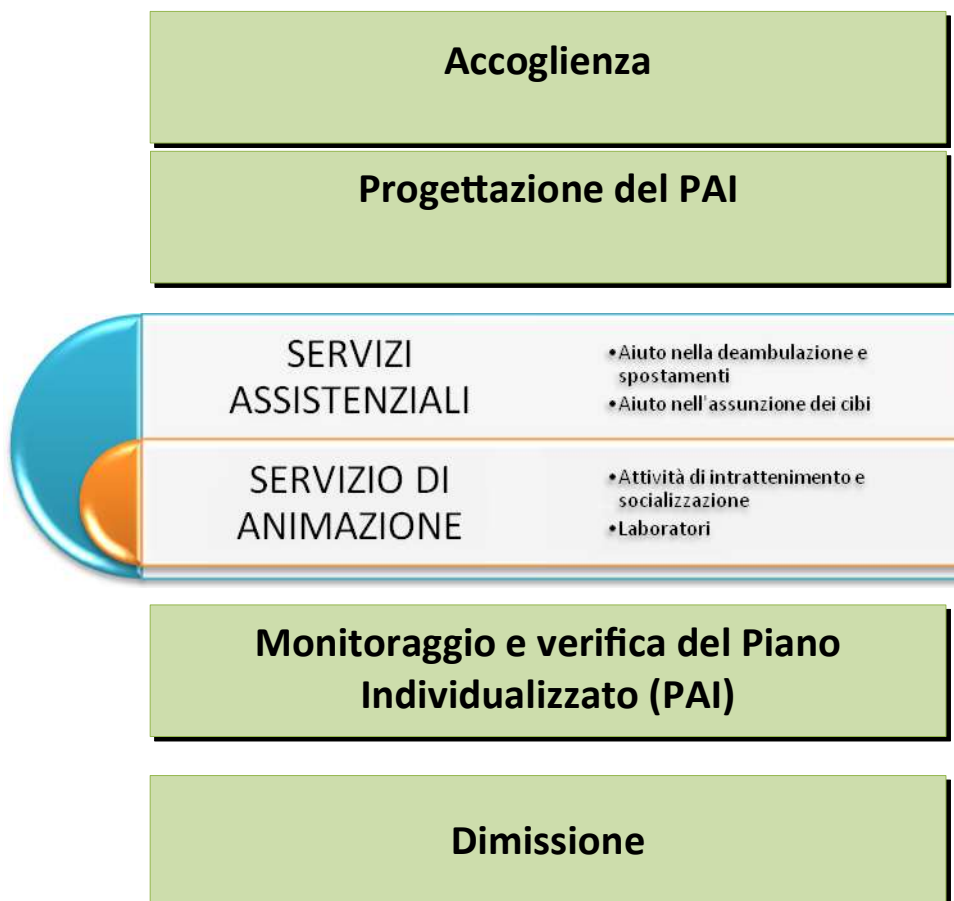 Accoglienza
Progettazione del PAI
SERVIZI
ASSISTENZIALI
•Aiuto nella deambulazione e
spostamenti
•Aiuto nell'assunzione dei cibi
SERVIZIO DI
ANIMAZIONE
•Attività di intrattenimento e
socializzazione
•Laboratori
Monitoraggio e verifica del Piano
Individualizzato (PAI)
Dimissione